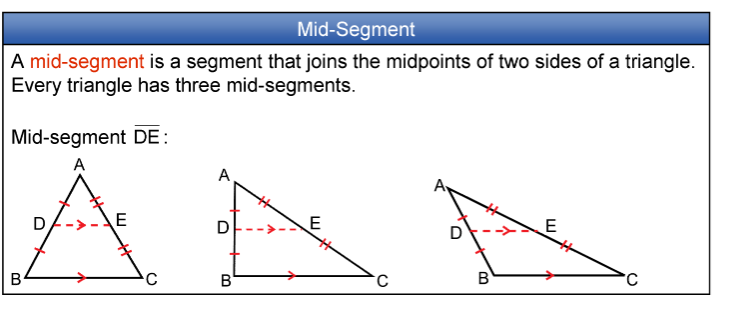 Mid-Segment
A mid-segment is a segment that joins the midpoints of two sides of a triangle.
Every triangle has three mid-segments.
Mid-segment D̅E̅ :
A
D
E
B
C
A
D
E
B
C
A
D
E
B
C